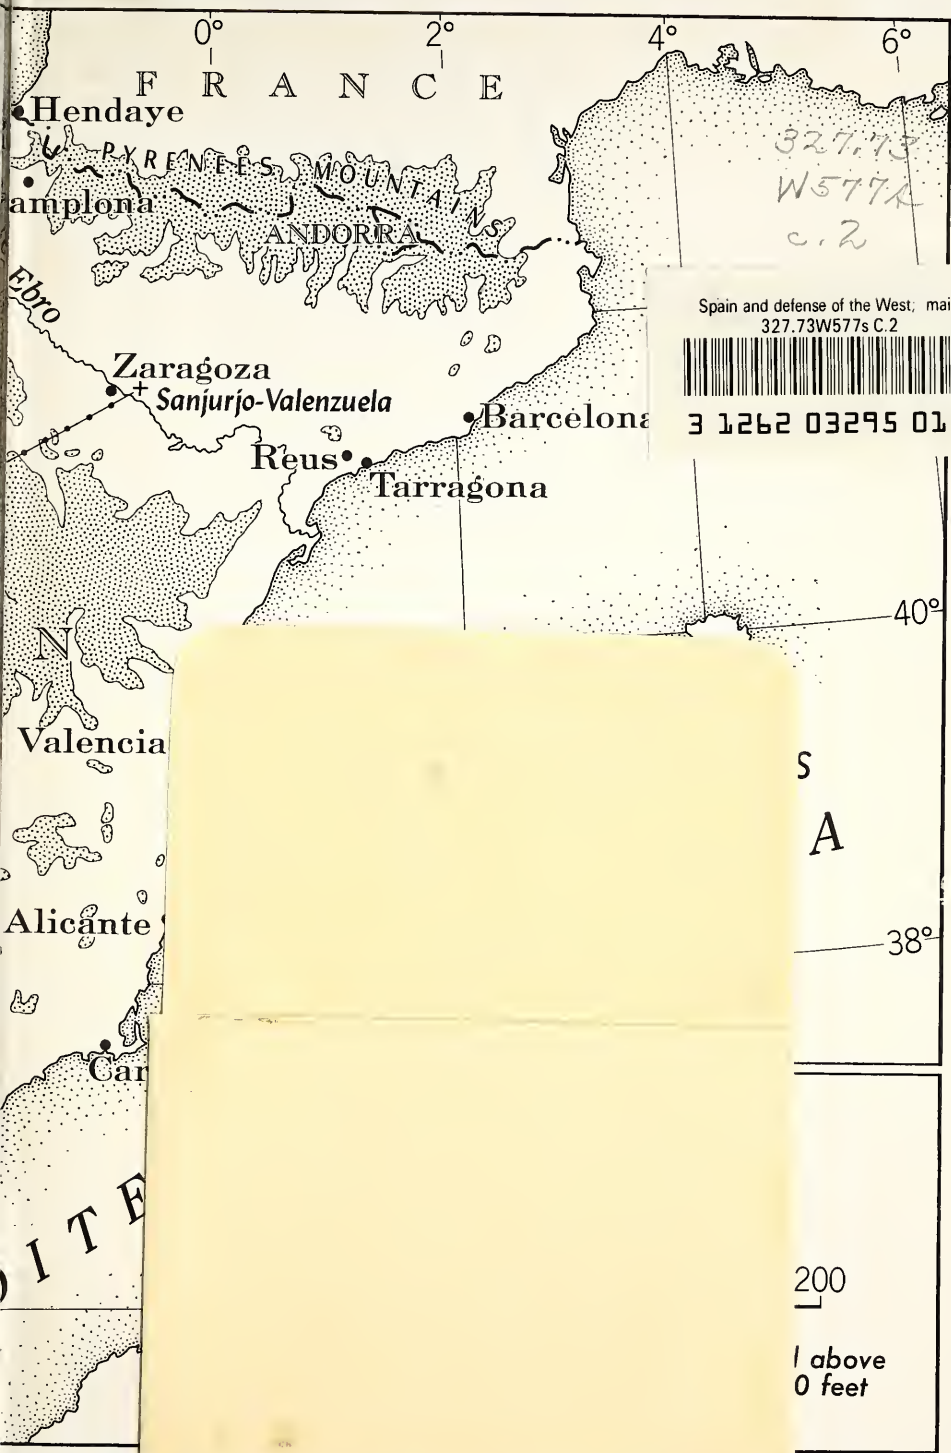 0° 2° 4° 6°
F R A N C E
Hendaye
PYRENEES MOUNTAINS
amplona
ANDORRA
327.73
W577s
c.2
Ebro
Spain and defense of the West; mai
327.73W577s C.2
3 1262 03295 01
Zaragoza
Sanjurjo-Valenzuela
Barcelona
Reus
Tarragona
40°
N
Valencia
S
A
Alicante
38°
Car
DITE
200
l above
0 feet